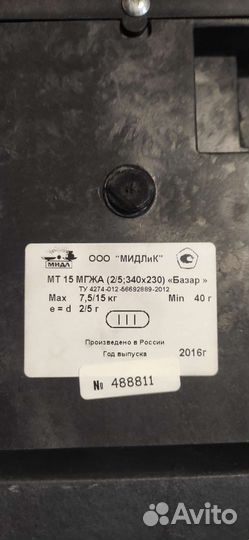 МИДЛ
ООО "МИДЛиК"
МТ 15 МГЖА (2/5;340х230) «Базар »
ТУ 4274-012-56692889-2012
Max 7,5/15 кг Min 40 г
e = d 2/5 г
III
Произведено в России
Год выпуска 2016г
№ 488811
Avito